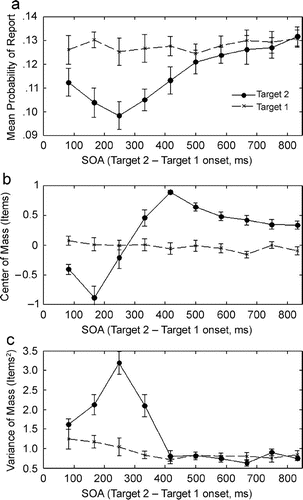 a
.14
.13
.12
.11
.10
.09
Mean Probability of Report
Target 2
Target 1
0 100 200 300 400 500 600 700 800
SOA (Target 2 – Target 1 onset, ms)
b
1
0.5
0
−0.5
−1
Center of Mass (Items)
0 100 200 300 400 500 600 700 800
SOA (Target 2 – Target 1 onset, ms)
c
3.5
3.0
2.5
2.0
1.5
1.0
0.5
Variance of Mass (Items²)
0 100 200 300 400 500 600 700 800
SOA (Target 2 – Target 1 onset, ms)